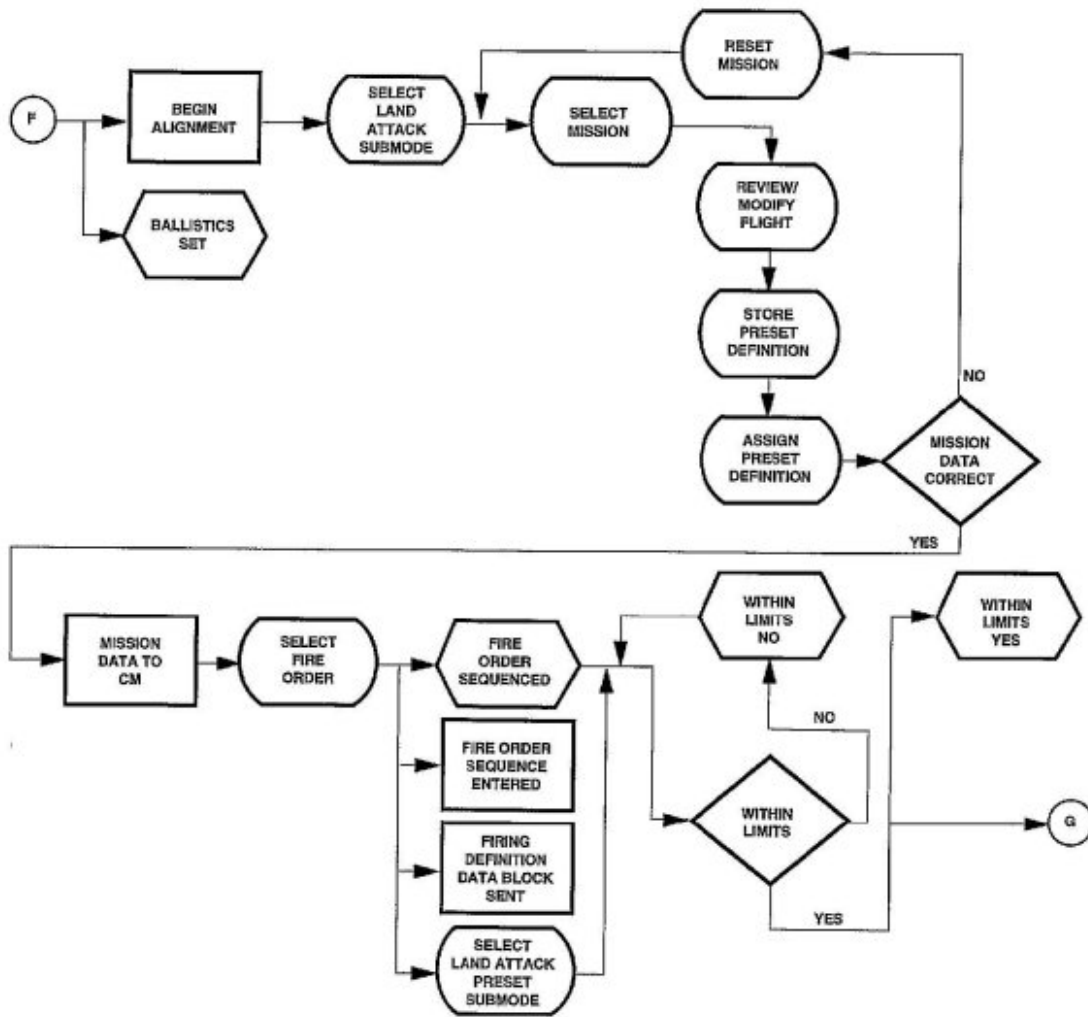 RESET
MISSION
F
BEGIN
ALIGNMENT
SELECT
LAND
ATTACK
SUBMODE
SELECT
MISSION
BALLISTICS
SET
REVIEW/
MODIFY
FLIGHT
STORE
PRESET
DEFINITION
NO
ASSIGN
PRESET
DEFINITION
MISSION
DATA
CORRECT
YES
MISSION
DATA TO
CM
SELECT
FIRE
ORDER
FIRE
ORDER
SEQUENCED
WITHIN
LIMITS
NO
WITHIN
LIMITS
YES
NO
FIRE ORDER
SEQUENCE
ENTERED
WITHIN
LIMITS
G
FIRING
DEFINITION
DATA BLOCK
SENT
YES
SELECT
LAND ATTACK
PRESET
SUBMODE